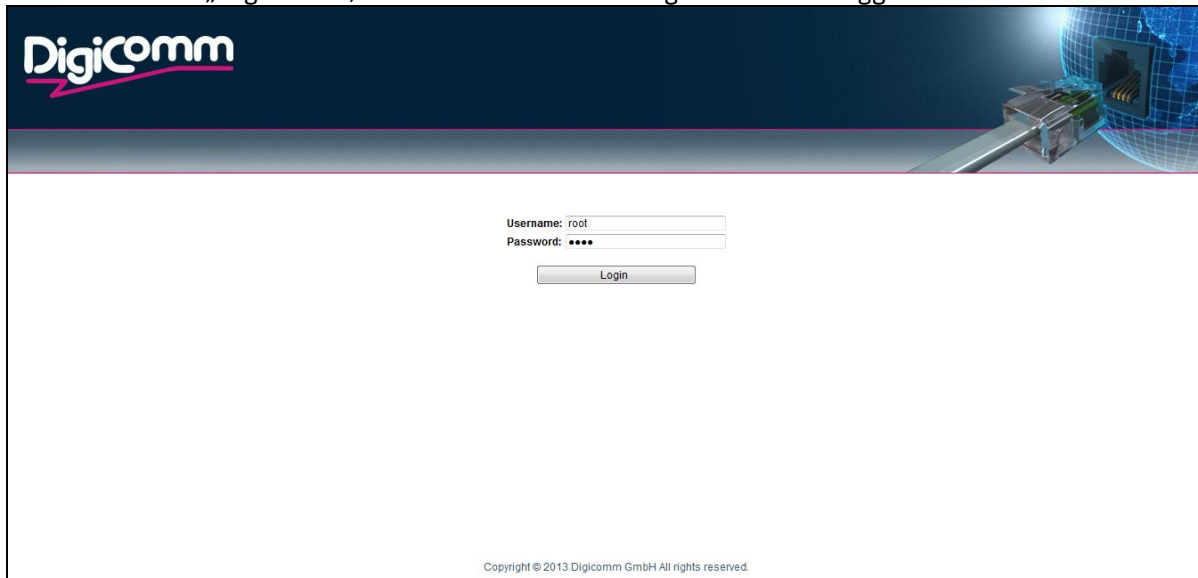 Digicomm
Username: root
Password: ●●●●
Login
Copyright © 2013 Digicomm GmbH All rights reserved.